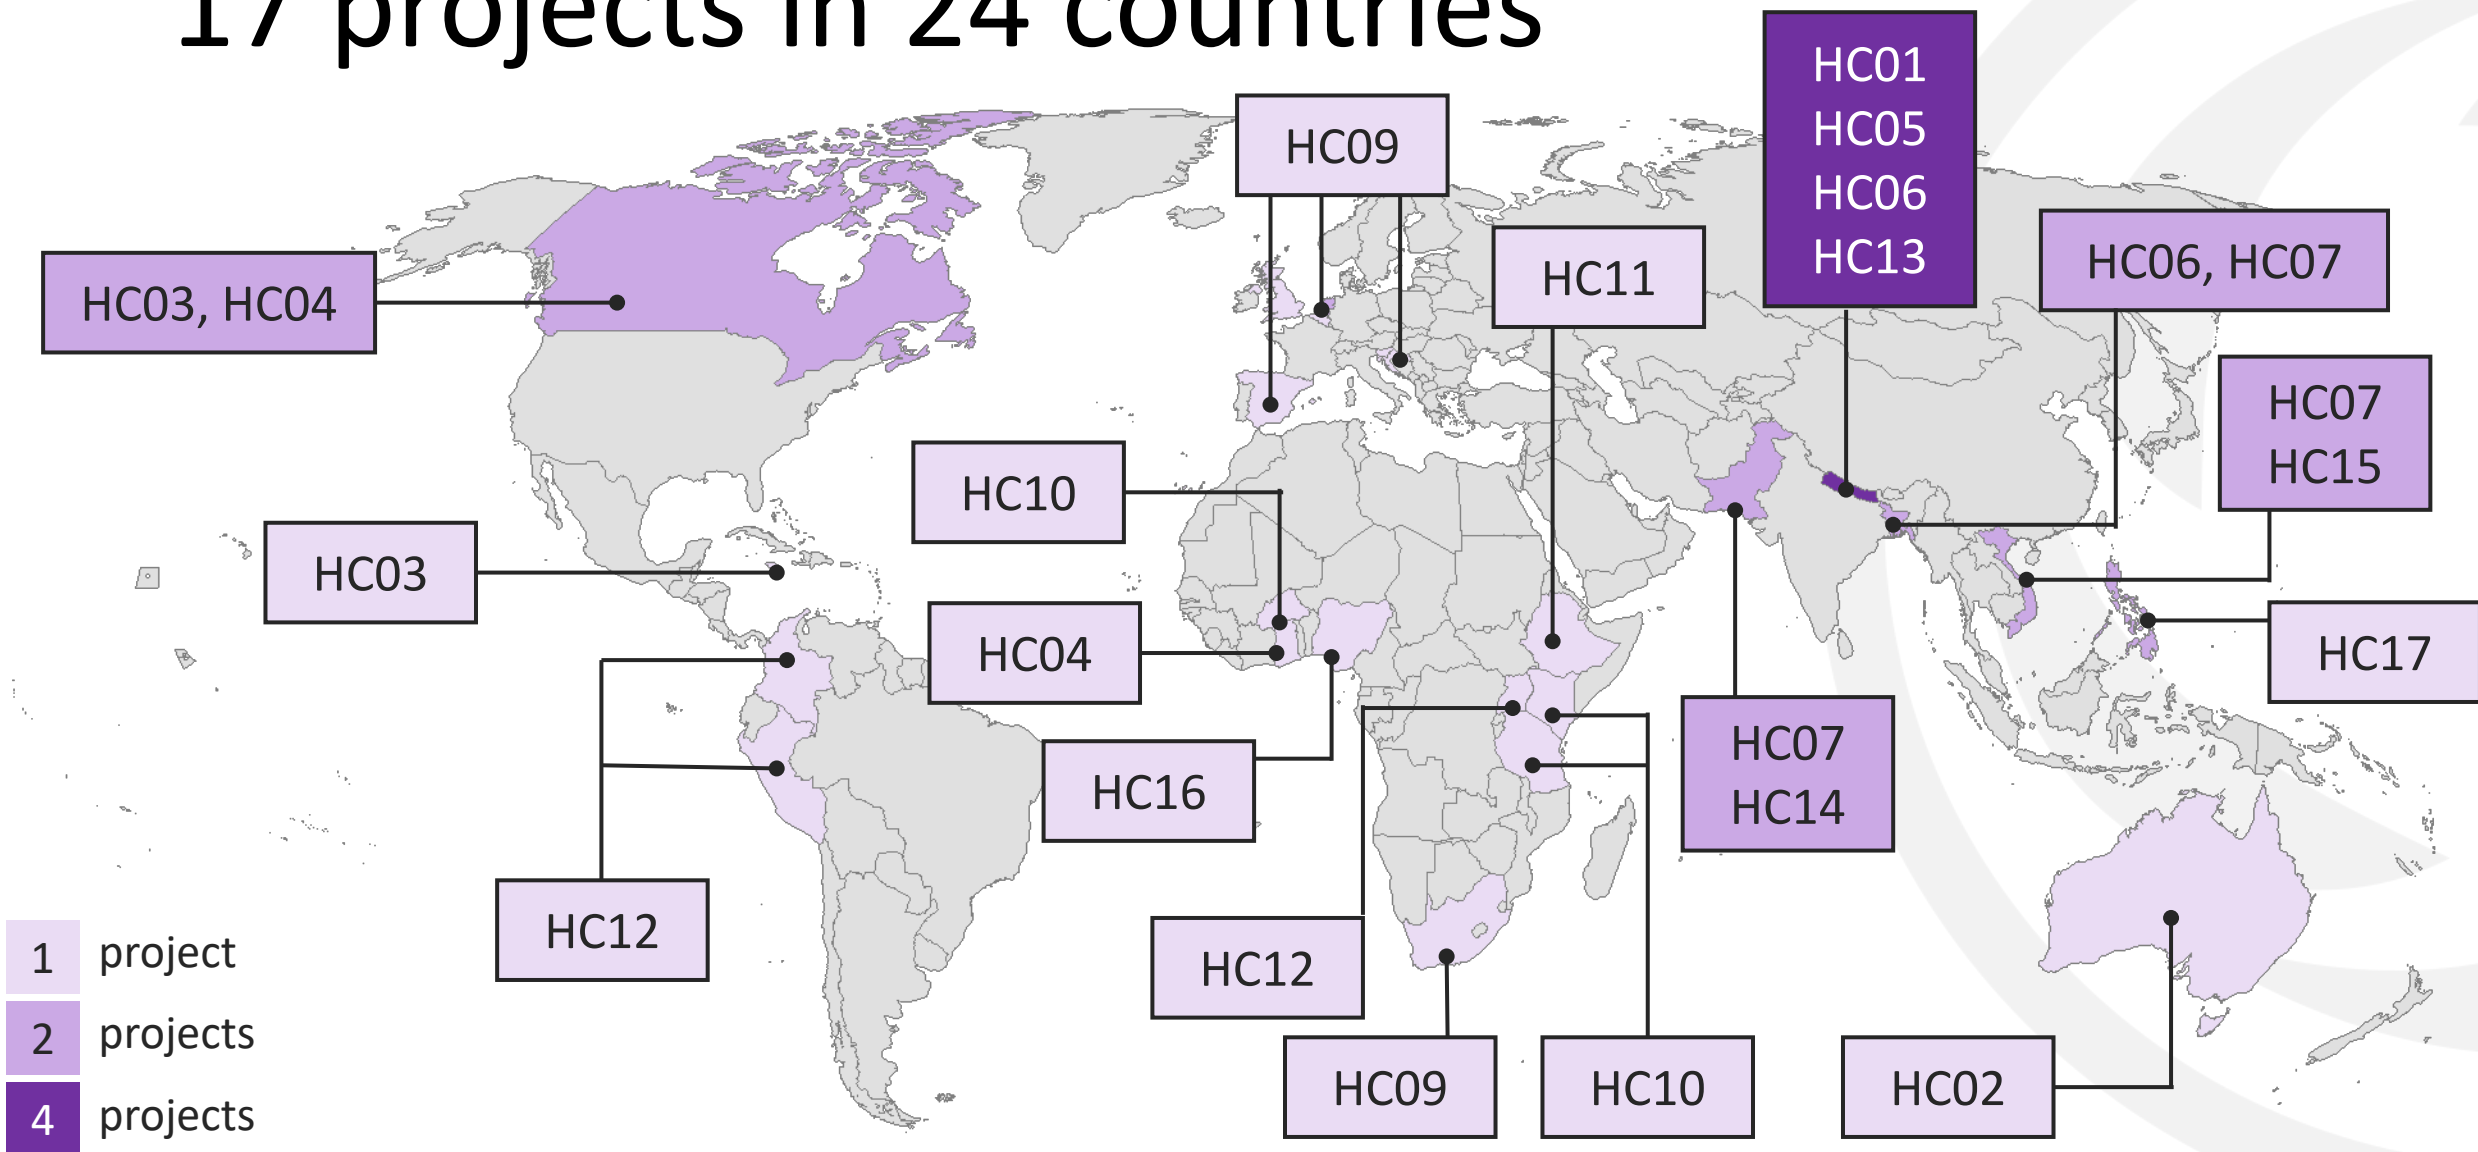 17 projects in 24 countries
HC01
HC05
HC06
HC13
HC09
HC06, HC07
HC11
HC03, HC04
HC07
HC15
HC10
HC03
HC04
HC17
HC16
HC07
HC14
HC12
HC12
HC09
HC10
HC02
1 project
2 projects
4 projects